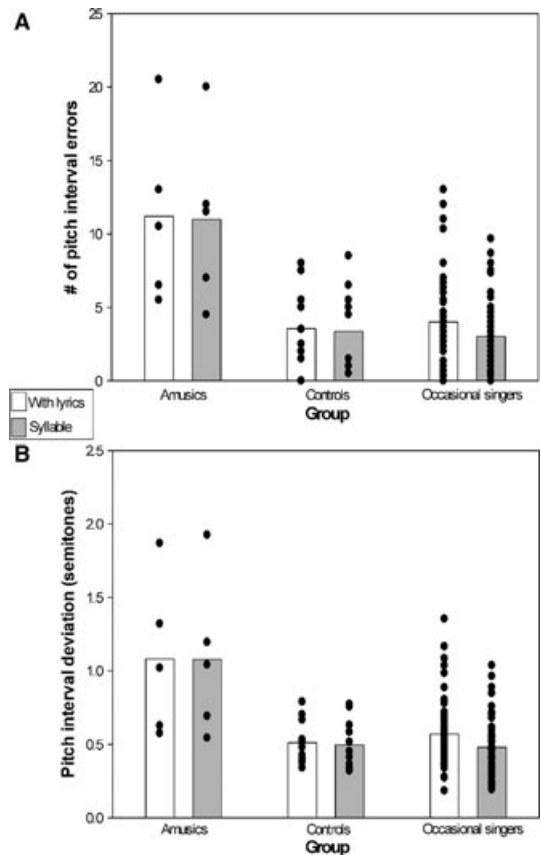 A
25
20
15
10
5
0
# of pitch interval errors
Amusics
Controls
Occasional singers
Group
With lyrics
Syllable
B
2.5
2.0
1.5
1.0
0.5
0.0
Pitch interval deviation (semitones)
Amusics
Controls
Occasional singers
Group